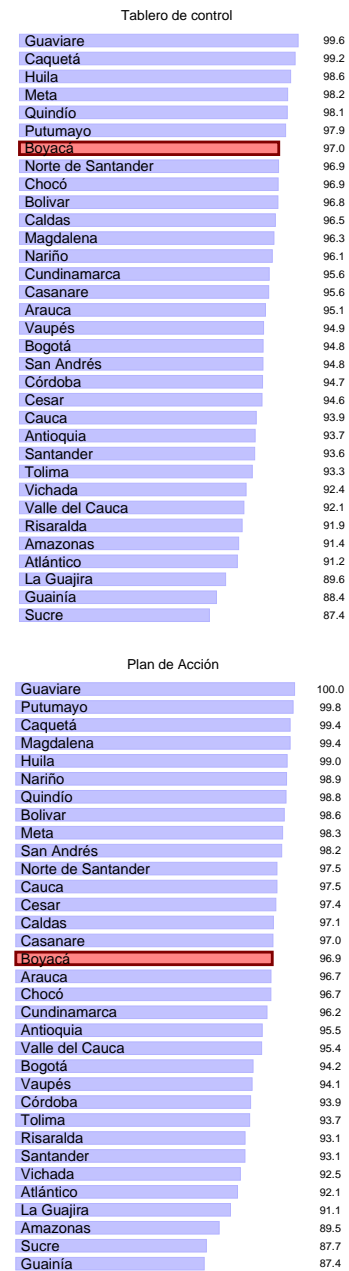 Tablero de control
Guaviare 99.6
Caquetá 99.2
Huila 98.6
Meta 98.2
Quindío 98.1
Putumayo 97.9
Boyacá 97.0
Norte de Santander 96.9
Chocó 96.9
Bolivar 96.8
Caldas 96.5
Magdalena 96.3
Nariño 96.1
Cundinamarca 95.6
Casanare 95.6
Arauca 95.1
Vaupés 94.9
Bogotá 94.8
San Andrés 94.8
Córdoba 94.7
Cesar 94.6
Cauca 93.9
Antioquia 93.7
Santander 93.6
Tolima 93.3
Vichada 92.4
Valle del Cauca 92.1
Risaralda 91.9
Amazonas 91.4
Atlántico 91.2
La Guajira 89.6
Guainía 88.4
Sucre 87.4
Plan de Acción
Guaviare 100.0
Putumayo 99.8
Caquetá 99.4
Magdalena 99.4
Huila 99.0
Nariño 98.9
Quindío 98.8
Bolivar 98.6
Meta 98.3
San Andrés 98.2
Norte de Santander 97.5
Cauca 97.5
Cesar 97.4
Caldas 97.1
Casanare 97.0
Boyacá 96.9
Arauca 96.7
Chocó 96.7
Cundinamarca 96.2
Antioquia 95.5
Valle del Cauca 95.4
Bogotá 94.2
Vaupés 94.1
Córdoba 93.9
Tolima 93.7
Risaralda 93.1
Santander 93.1
Vichada 92.5
Atlántico 92.1
La Guajira 91.1
Amazonas 89.5
Sucre 87.7
Guainía 87.4